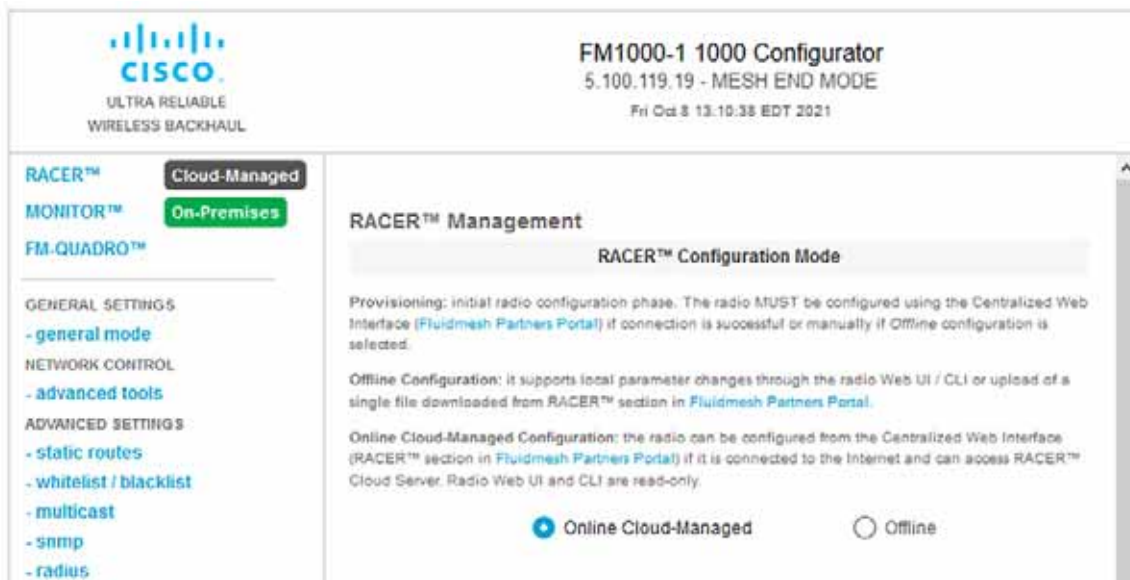 CISCO.
ULTRA RELIABLE
WIRELESS BACKHAUL
FM1000-1 1000 Configurator
5.100.119.19 - MESH END MODE
Fri Oct 8 13:10:38 EDT 2021
RACER™ Cloud-Managed
MONITOR™ On-Premises
FM-QUADRO™
GENERAL SETTINGS
- general mode
NETWORK CONTROL
- advanced tools
ADVANCED SETTINGS
- static routes
- whitelist / blacklist
- multicast
- snmp
- radius
RACER™ Management
RACER™ Configuration Mode
Provisioning: initial radio configuration phase. The radio MUST be configured using the Centralized Web
Interface (Fluidmesh Partners Portal) if connection is successful or manually if Offline configuration is
selected.
Offline Configuration: it supports local parameter changes through the radio Web UI / CLI or upload of a
single file downloaded from RACER™ section in Fluidmesh Partners Portal.
Online Cloud-Managed Configuration: the radio can be configured from the Centralized Web Interface
(RACER™ section in Fluidmesh Partners Portal) if it is connected to the Internet and can access RACER™
Cloud Server. Radio Web UI and CLI are read-only.
Online Cloud-Managed Offline